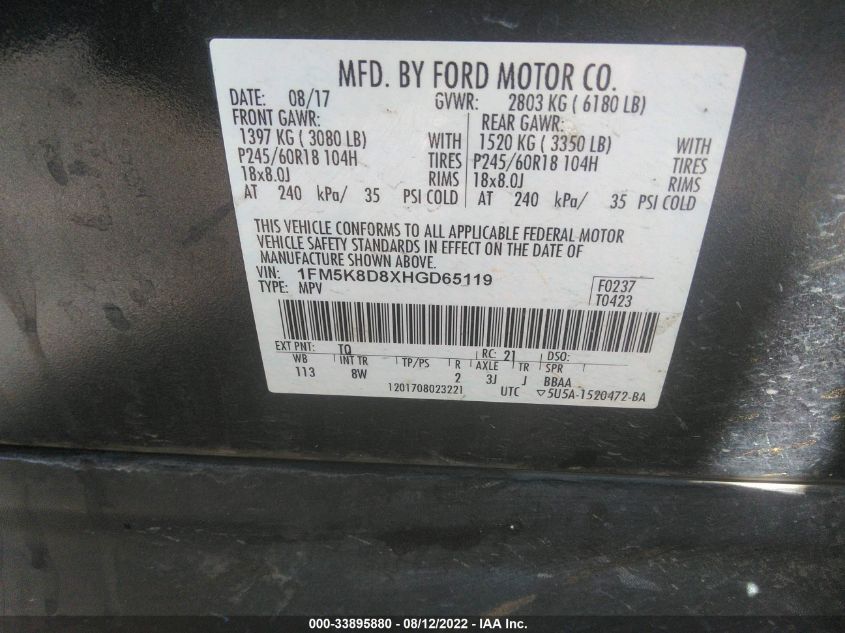 MFD. BY FORD MOTOR CO.
DATE: 08/17 GVWR: 2803 KG ( 6180 LB)
FRONT GAWR: REAR GAWR:
1397 KG ( 3080 LB) WITH 1520 KG ( 3350 LB) WITH
P245/60R18 104H TIRES P245/60R18 104H TIRES
18x8.0J RIMS 18x8.0J RIMS
AT 240 kPa/ 35 PSI COLD AT 240 kPa/ 35 PSI COLD
THIS VEHICLE CONFORMS TO ALL APPLICABLE FEDERAL MOTOR
VEHICLE SAFETY STANDARDS IN EFFECT ON THE DATE OF
MANUFACTURE SHOWN ABOVE.
VIN: 1FM5K8D8XHGD65119 F0237
TYPE: MPV T0423
EXT PNT: TQ RC: 21 DSO:
WB INT TR TP/PS R AXLE TR SPR
113 8W 2 3J J BBAA
1201708023221 UTC ▽5U5A-1520472-BA
000-33895880 - 08/12/2022 - IAA Inc.